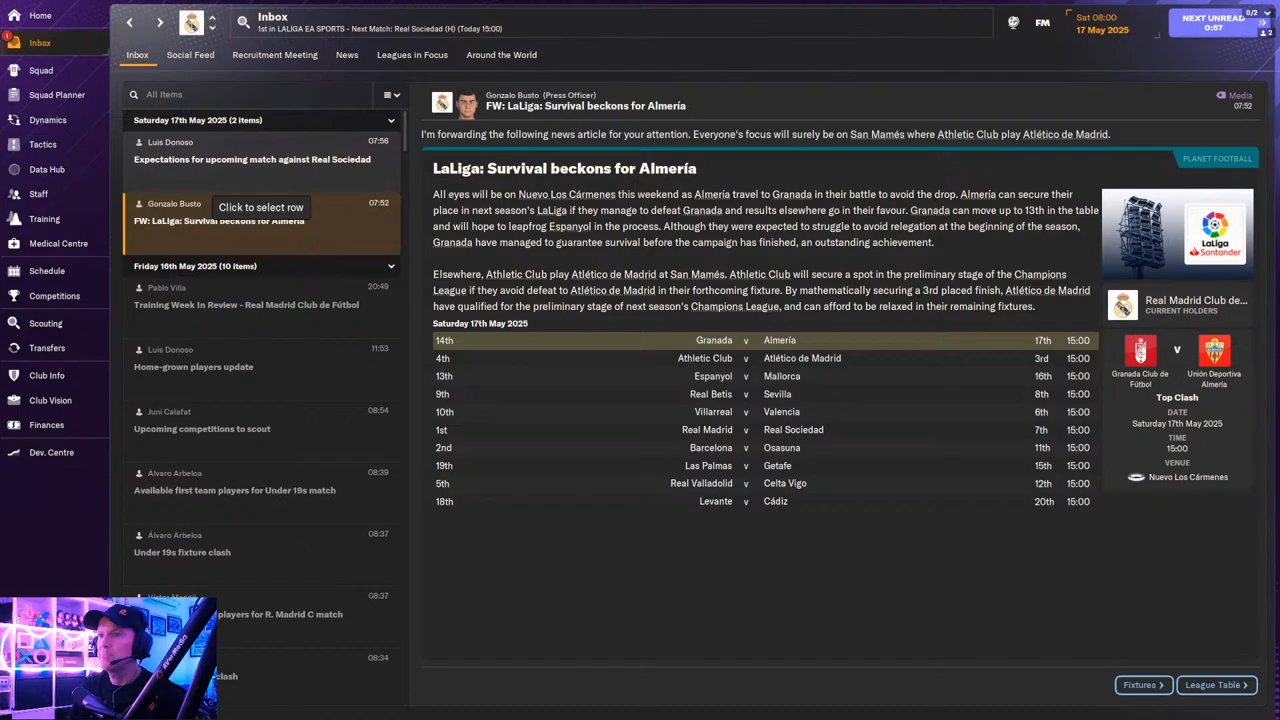 Home
Inbox
1
Squad
Squad Planner
Dynamics
Tactics
Data Hub
Staff
Training
Medical Centre
Schedule
Competitions
Scouting
Transfers
Club Info
Club Vision
Finances
Dev. Centre
Inbox
1st in LALIGA EA SPORTS - Next Match: Real Sociedad (H) (Today 15:00)
FM
Sat 08:00
17 May 2025
NEXT UNREAD
0:57
0/2
2
Inbox
Social Feed
Recruitment Meeting
News
Leagues in Focus
Around the World
All Items
Saturday 17th May 2025 (2 items)
Luis Donoso 07:56
Expectations for upcoming match against Real Sociedad
Gonzalo Busto 07:52
Click to select row
FW: LaLiga: Survival beckons for Almería
Friday 16th May 2025 (10 items)
Pablo Villa 20:49
Training Week In Review - Real Madrid Club de Fútbol
Luis Donoso 11:53
Home-grown players update
Juni Calafat 08:54
Upcoming competitions to scout
Álvaro Arbeloa 08:39
Available first team players for Under 19s match
Álvaro Arbeloa 08:37
Under 19s fixture clash
08:37
players for R. Madrid C match
08:34
clash
Gonzalo Busto (Press Officer)
FW: LaLiga: Survival beckons for Almería
Media
07:52
I'm forwarding the following news article for your attention. Everyone's focus will surely be on San Mamés where Athletic Club play Atlético de Madrid.
PLANET FOOTBALL
LaLiga: Survival beckons for Almería
All eyes will be on Nuevo Los Cármenes this weekend as Almería travel to Granada in their battle to avoid the drop. Almería can secure their
place in next season's LaLiga if they manage to defeat Granada and results elsewhere go in their favour. Granada can move up to 13th in the table
and will hope to leapfrog Espanyol in the process. Although they were expected to struggle to avoid relegation at the beginning of the season,
Granada have managed to guarantee survival before the campaign has finished, an outstanding achievement.
Elsewhere, Athletic Club play Atlético de Madrid at San Mamés. Athletic Club will secure a spot in the preliminary stage of the Champions
League if they avoid defeat to Atlético de Madrid in their forthcoming fixture. By mathematically securing a 3rd placed finish, Atlético de Madrid
have qualified for the preliminary stage of next season's Champions League, and can afford to be relaxed in their remaining fixtures.
Saturday 17th May 2025
14th Granada v Almería 17th 15:00
4th Athletic Club v Atlético de Madrid 3rd 15:00
13th Espanyol v Mallorca 16th 15:00
9th Real Betis v Sevilla 8th 15:00
10th Villarreal v Valencia 6th 15:00
1st Real Madrid v Real Sociedad 7th 15:00
2nd Barcelona v Osasuna 11th 15:00
19th Las Palmas v Getafe 15th 15:00
5th Real Valladolid v Celta Vigo 12th 15:00
18th Levante v Cádiz 20th 15:00
LaLiga
Santander
Real Madrid Club de...
CURRENT HOLDERS
v
Granada Club de
Fútbol
Unión Deportiva
Almería
Top Clash
DATE
Saturday 17th May 2025
TIME
15:00
VENUE
Nuevo Los Cármenes
Fixtures
League Table
AVerMedia